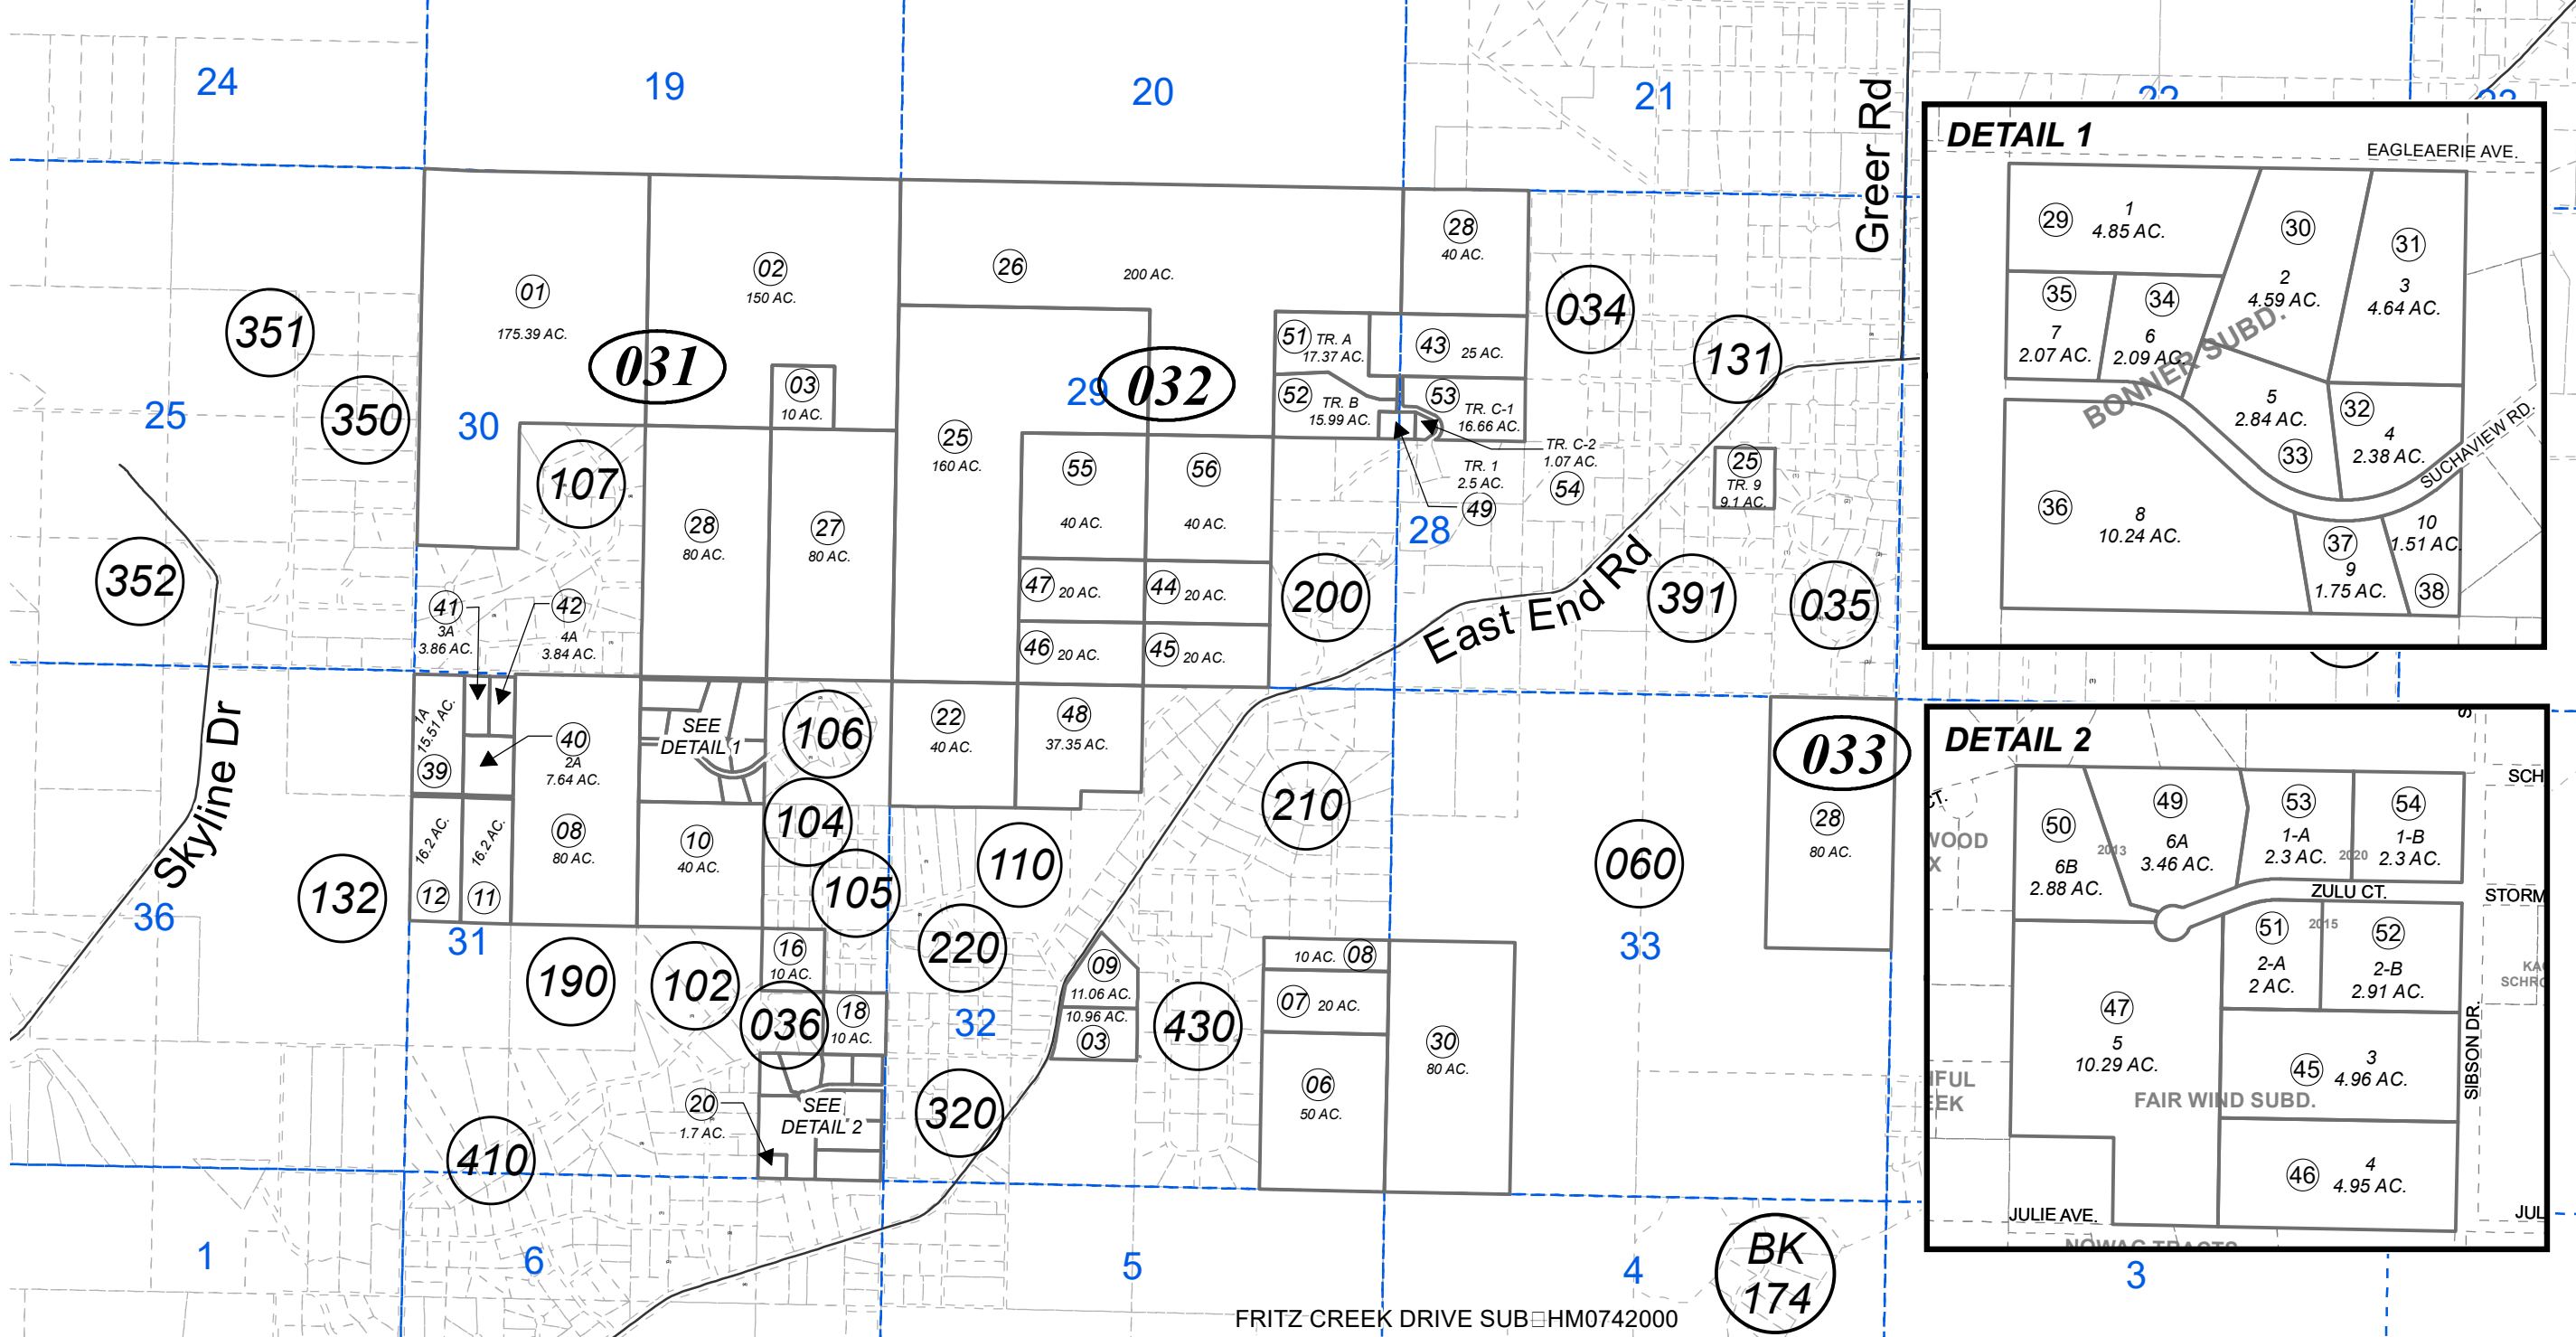 24
19
20
21
Greer Rd
25
30
29
28
36
31
32
33
1
6
5
4
3
351
350
352
132
031
032
033
034
131
107
106
104
105
110
102
190
036
220
320
410
430
210
200
391
035
060
BK
174
01
175.39 AC.
02
150 AC.
03
10 AC.
26
200 AC.
28
40 AC.
51 TR. A
17.37 AC.
43 25 AC.
52 TR. B
15.99 AC.
53 TR. C-1
16.66 AC.
TR. C-2
1.07 AC.
54
TR. 1
2.5 AC.
49
25
TR. 9
9.1 AC.
25
160 AC.
55
40 AC.
56
40 AC.
47 20 AC.
44 20 AC.
46 20 AC.
45 20 AC.
28
80 AC.
27
80 AC.
41
3A
3.86 AC.
42
4A
3.84 AC.
1A
15.51 AC.
39
40
2A
7.64 AC.
16.2 AC.
12
16.2 AC.
11
08
80 AC.
SEE
DETAIL 1
10
40 AC.
22
40 AC.
48
37.35 AC.
16
10 AC.
18
10 AC.
SEE
DETAIL 2
20
1.7 AC.
09
11.06 AC.
10.96 AC.
03
10 AC. 08
07 20 AC.
06
50 AC.
30
80 AC.
28
80 AC.
Skyline Dr
East End Rd
FRITZ CREEK DRIVE SUB□HM0742000
DETAIL 1
EAGLEAERIE AVE.
29
1
4.85 AC.
30
2
4.59 AC.
31
3
4.64 AC.
35
7
2.07 AC.
34
6
2.09 AC.
BONNER SUBD.
5
2.84 AC.
33
32
4
2.38 AC.
SUCHAVIEW RD.
36
8
10.24 AC.
37
9
1.75 AC.
10
1.51 AC.
38
DETAIL 2
50
6B
2.88 AC.
2013
49
6A
3.46 AC.
53
1-A
2.3 AC.
2020
54
1-B
2.3 AC.
ZULU CT.
51
2-A
2 AC.
2015
52
2-B
2.91 AC.
47
5
10.29 AC.
45
3
4.96 AC.
FAIR WIND SUBD.
46
4
4.95 AC.
JULIE AVE.
SIBSON DR.
SCH
STORM
JUL
CT.
WOOD
X